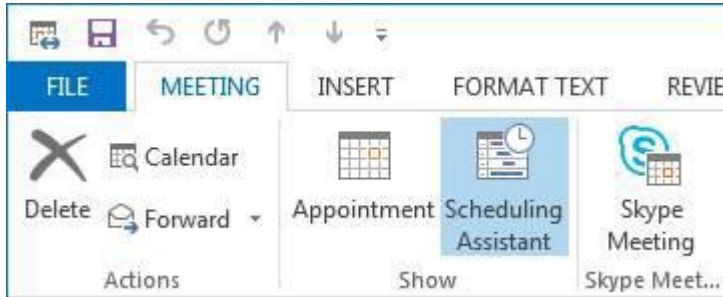 FILE MEETING INSERT FORMAT TEXT REVIE
Delete
Calendar
Forward
Appointment
Scheduling
Assistant
Skype
Meeting
Actions
Show
Skype Meet...